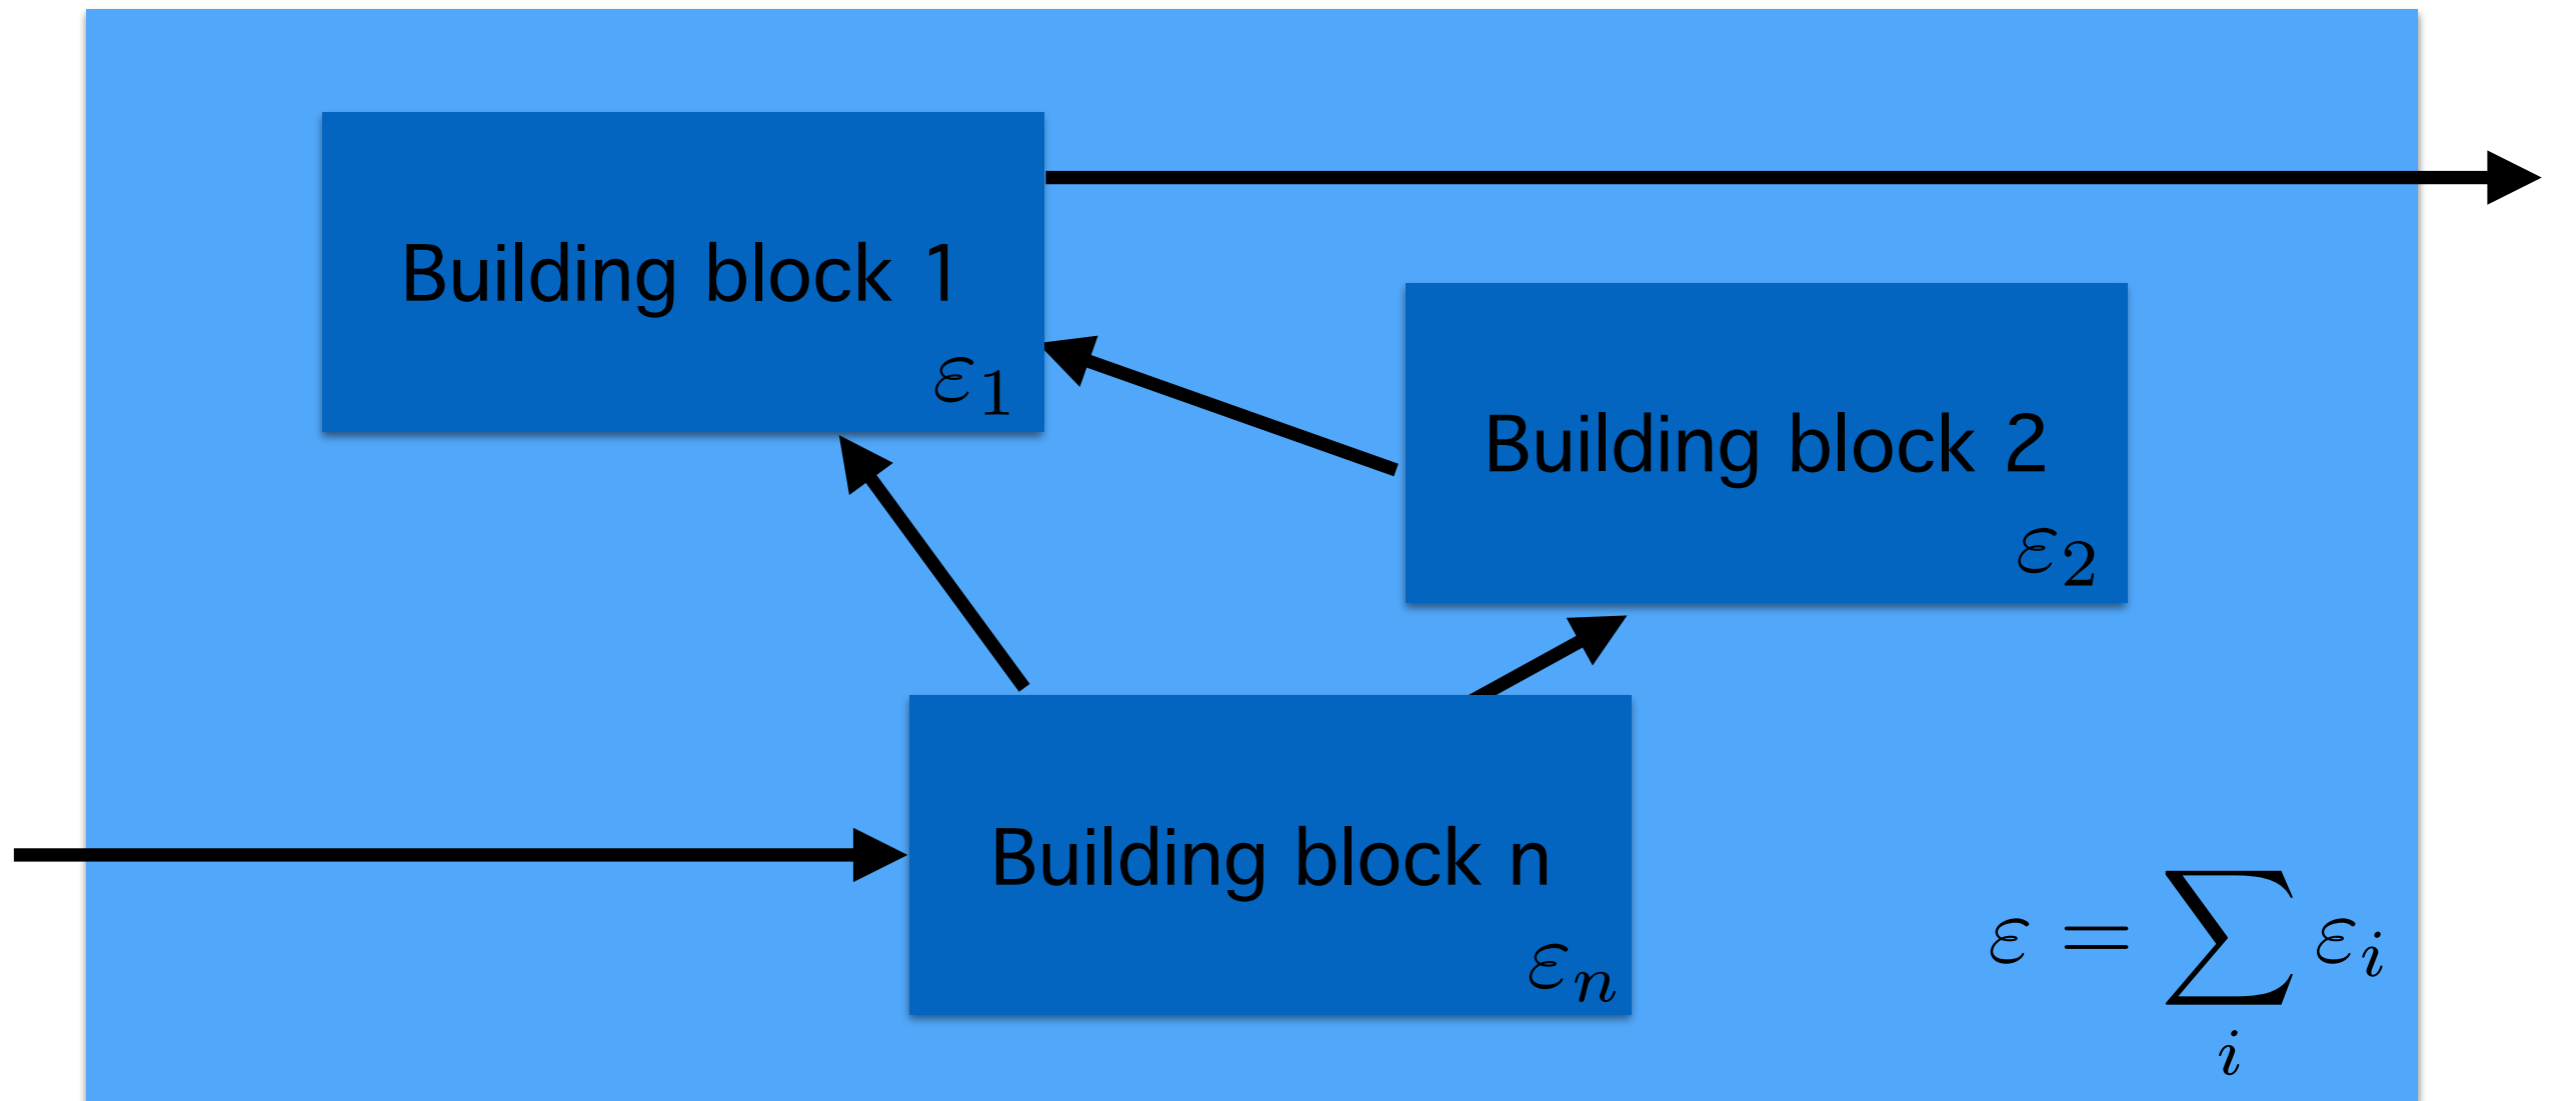 Building block 1
ε₁
Building block 2
ε₂
Building block n
εₙ
ε = ∑ εᵢ
i